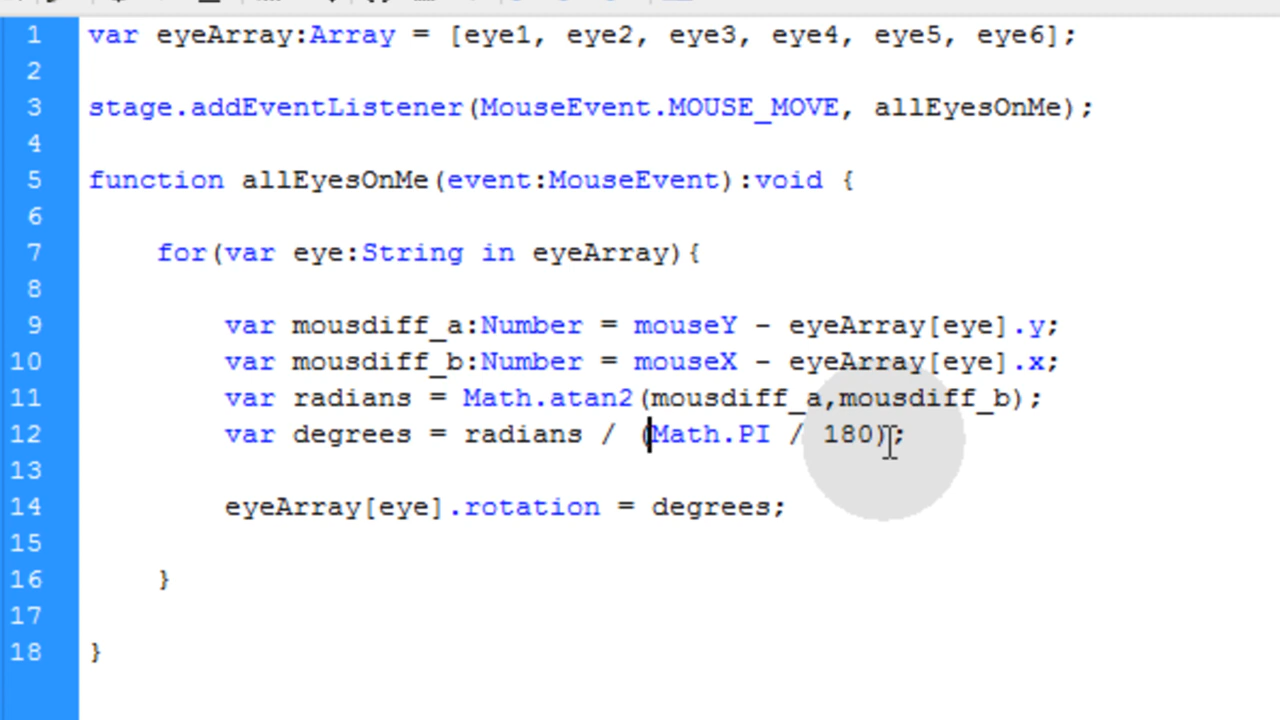 1 var eyeArray:Array = [eye1, eye2, eye3, eye4, eye5, eye6];
2
3 stage.addEventListener(MouseEvent.MOUSE_MOVE, allEyesOnMe);
4
5 function allEyesOnMe(event:MouseEvent):void {
6
7 for(var eye:String in eyeArray){
8
9 var mousdiff_a:Number = mouseY - eyeArray[eye].y;
10 var mousdiff_b:Number = mouseX - eyeArray[eye].x;
11 var radians = Math.atan2(mousdiff_a,mousdiff_b);
12 var degrees = radians / (Math.PI / 180);
13
14 eyeArray[eye].rotation = degrees;
15
16 }
17
18 }